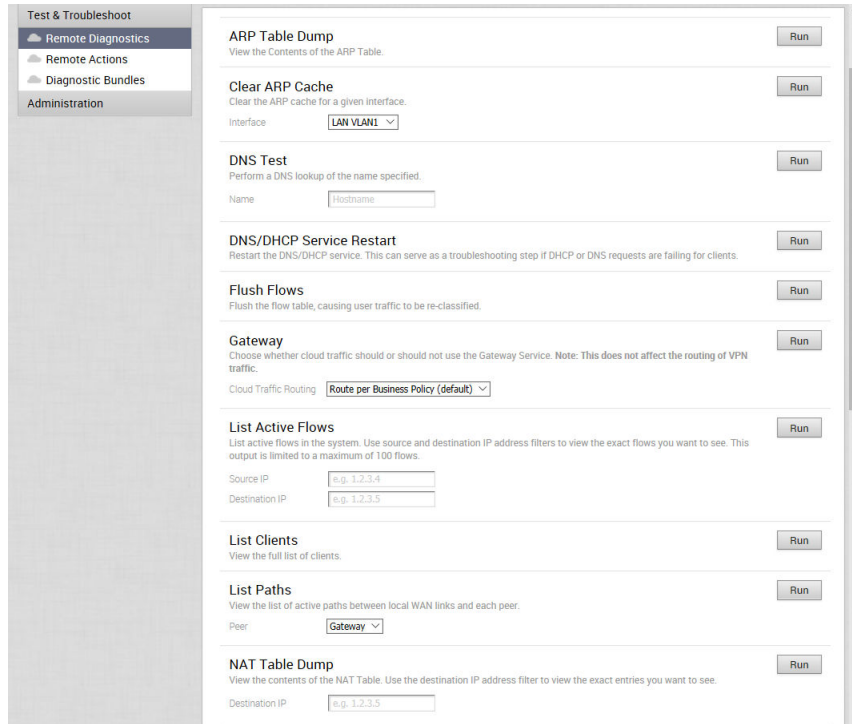 Test & Troubleshoot
Remote Diagnostics
Remote Actions
Diagnostic Bundles
Administration
ARP Table Dump
Run
View the Contents of the ARP Table.
Clear ARP Cache
Run
Clear the ARP cache for a given interface.
Interface LAN VLAN1
DNS Test
Run
Perform a DNS lookup of the name specified.
Name Hostname
DNS/DHCP Service Restart
Run
Restart the DNS/DHCP service. This can serve as a troubleshooting step if DHCP or DNS requests are failing for clients.
Flush Flows
Run
Flush the flow table, causing user traffic to be re-classified.
Gateway
Run
Choose whether cloud traffic should or should not use the Gateway Service. Note: This does not affect the routing of VPN
traffic.
Cloud Traffic Routing Route per Business Policy (default)
List Active Flows
Run
List active flows in the system. Use source and destination IP address filters to view the exact flows you want to see. This
output is limited to a maximum of 100 flows.
Source IP e.g. 1.2.3.4
Destination IP e.g. 1.2.3.5
List Clients
Run
View the full list of clients.
List Paths
Run
View the list of active paths between local WAN links and each peer.
Peer Gateway
NAT Table Dump
Run
View the contents of the NAT Table. Use the destination IP address filter to view the exact entries you want to see.
Destination IP e.g. 1.2.3.5